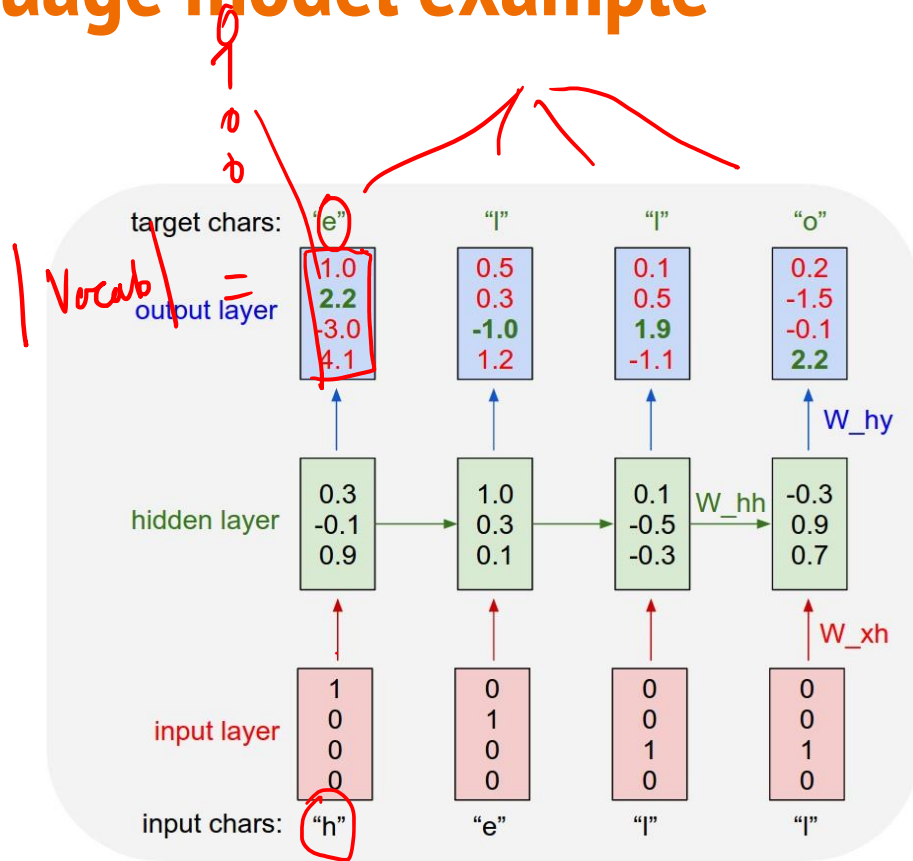 uage model example
0
1
0
0
target chars: “e” “l” “l” “o”
|Vocab| =
output layer
1.0 0.5 0.1 0.2
2.2 0.3 0.5 -1.5
-3.0 -1.0 1.9 -0.1
4.1 1.2 -1.1 2.2
W_hy
hidden layer
0.3 1.0 0.1 -0.3
-0.1 0.3 -0.5 0.9
0.9 0.1 -0.3 0.7
W_hh
W_xh
input layer
1 0 0 0
0 1 0 0
0 0 1 1
0 0 0 0
input chars: “h” “e” “l” “l”